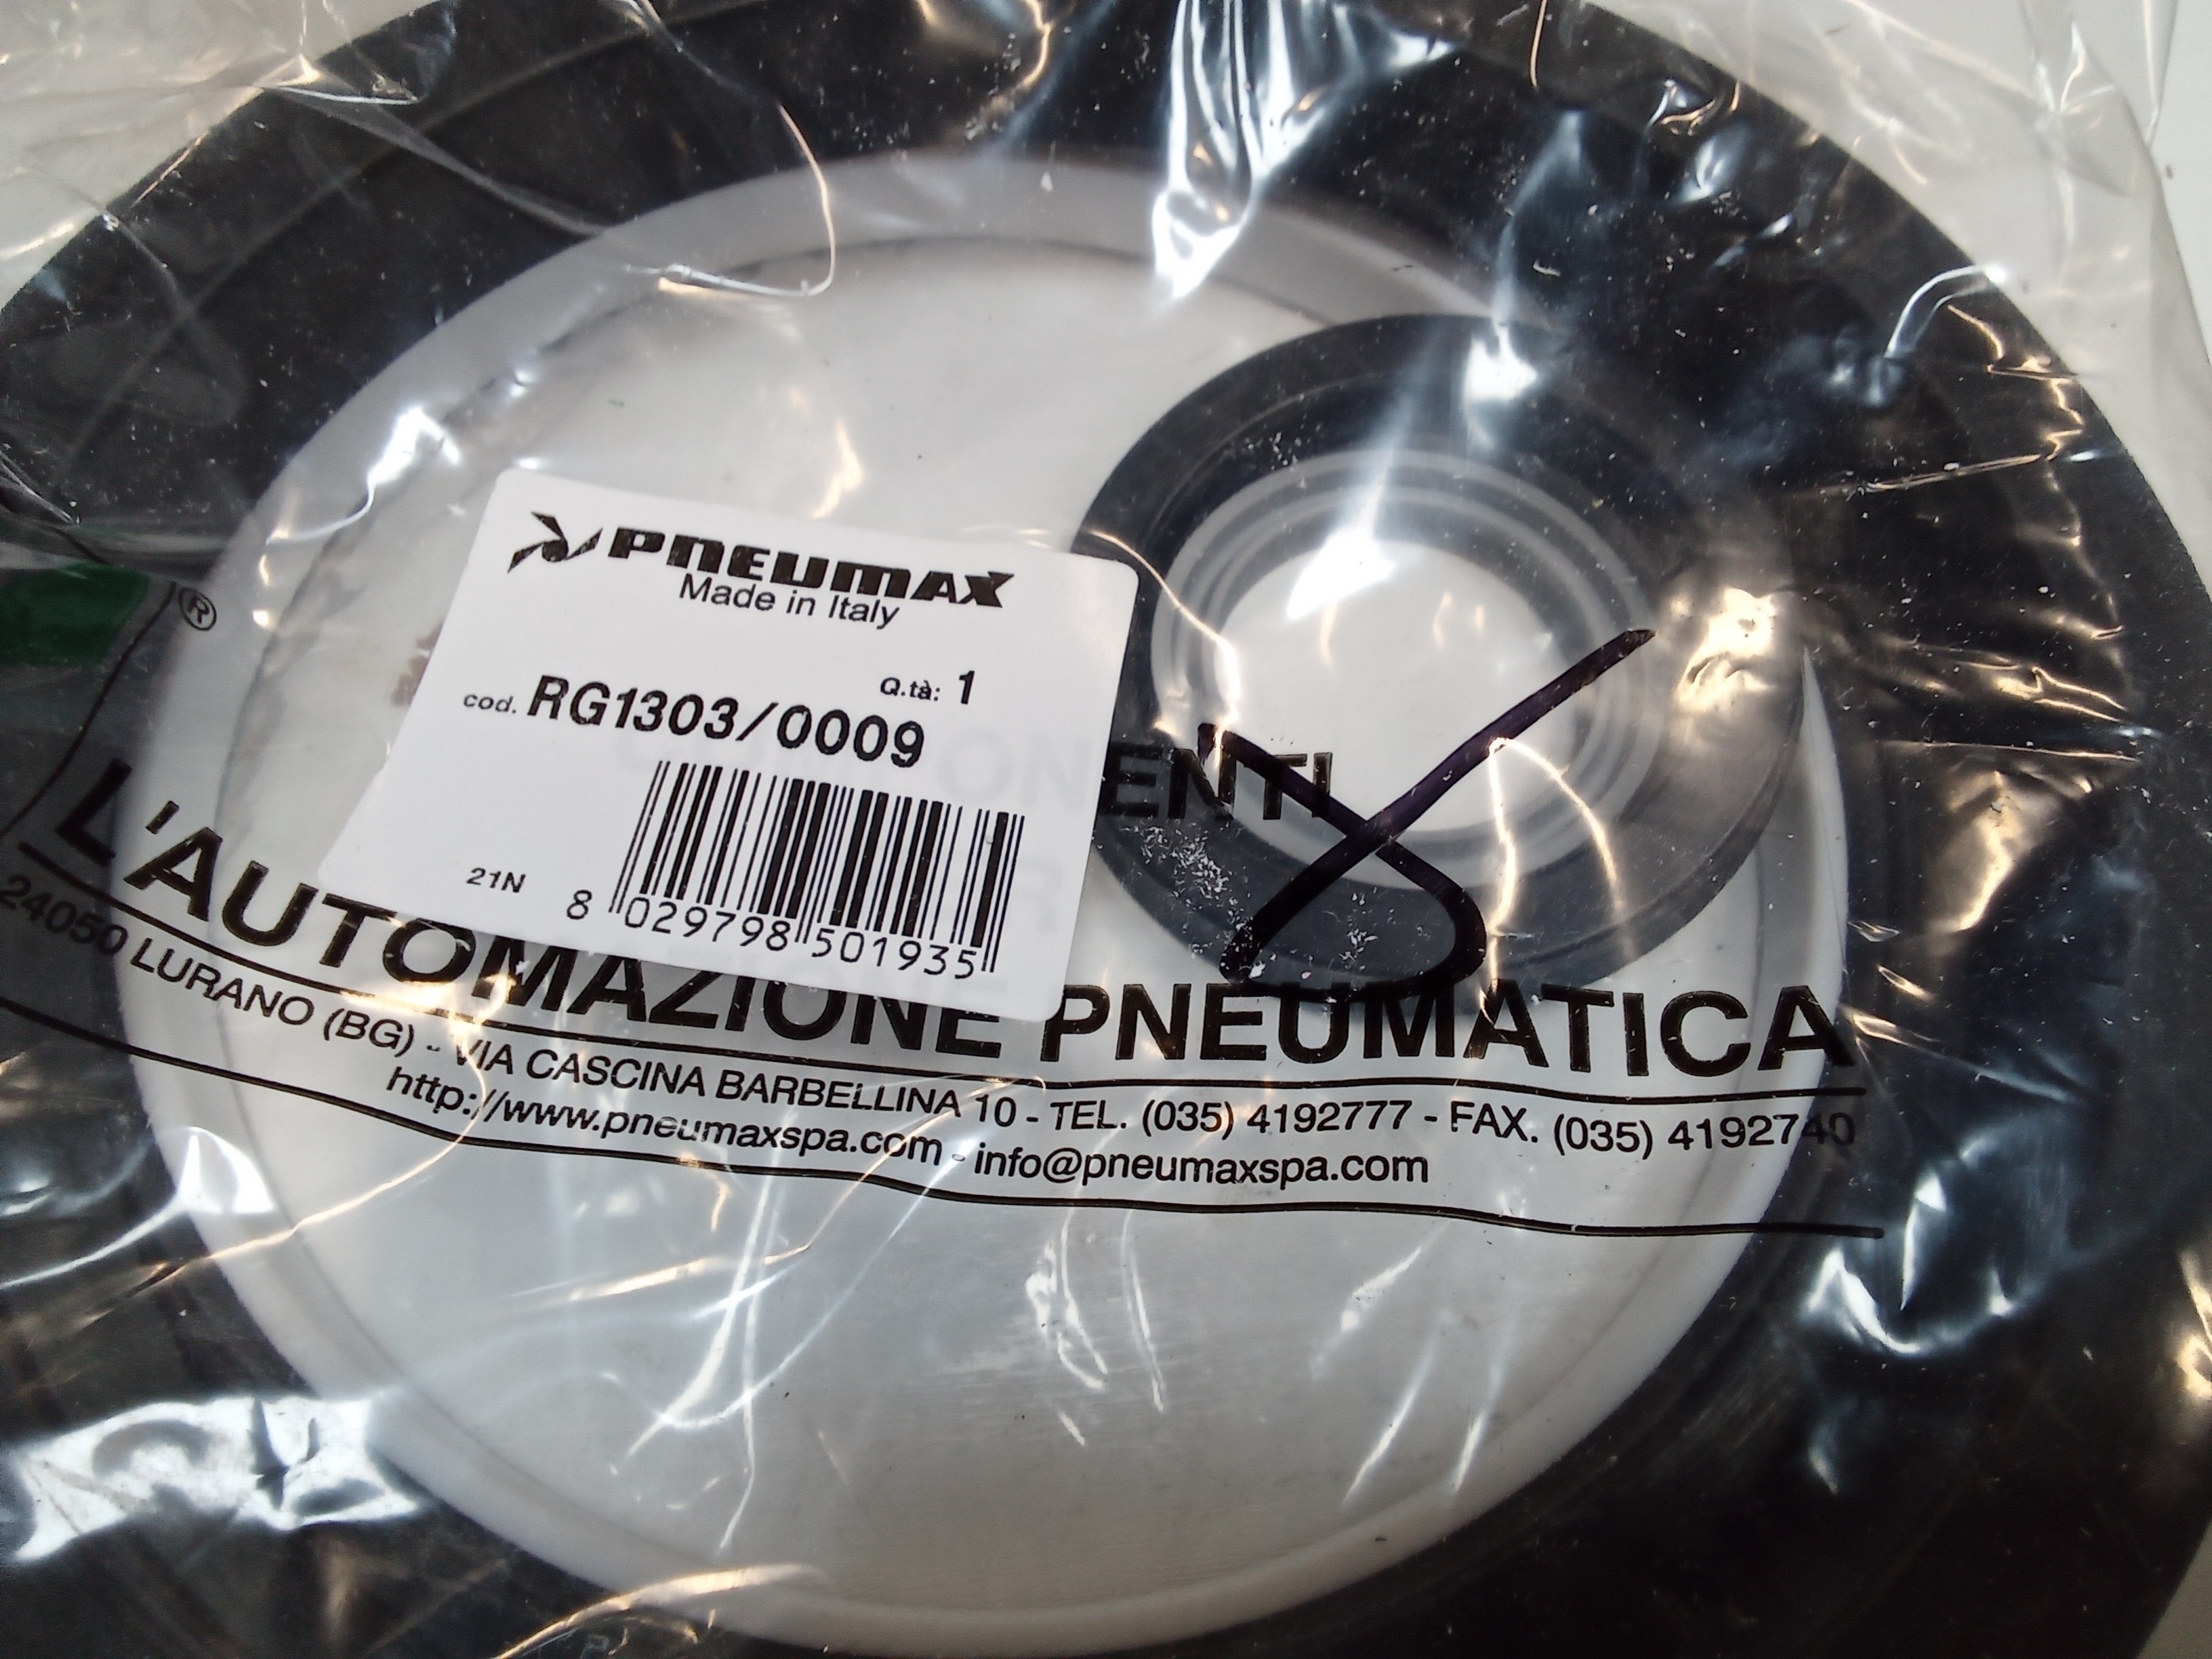 PNEUMAX
Made in Italy
Q.tà: 1
cod. RG1303/0009
21N
8 029798 501935
®
L'AUTOMAZIONE PNEUMATICA
24050 LURANO (BG) - VIA CASCINA BARBELLINA 10 - TEL. (035) 4192777 - FAX. (035) 4192740
http://www.pneumaxspa.com - info@pneumaxspa.com